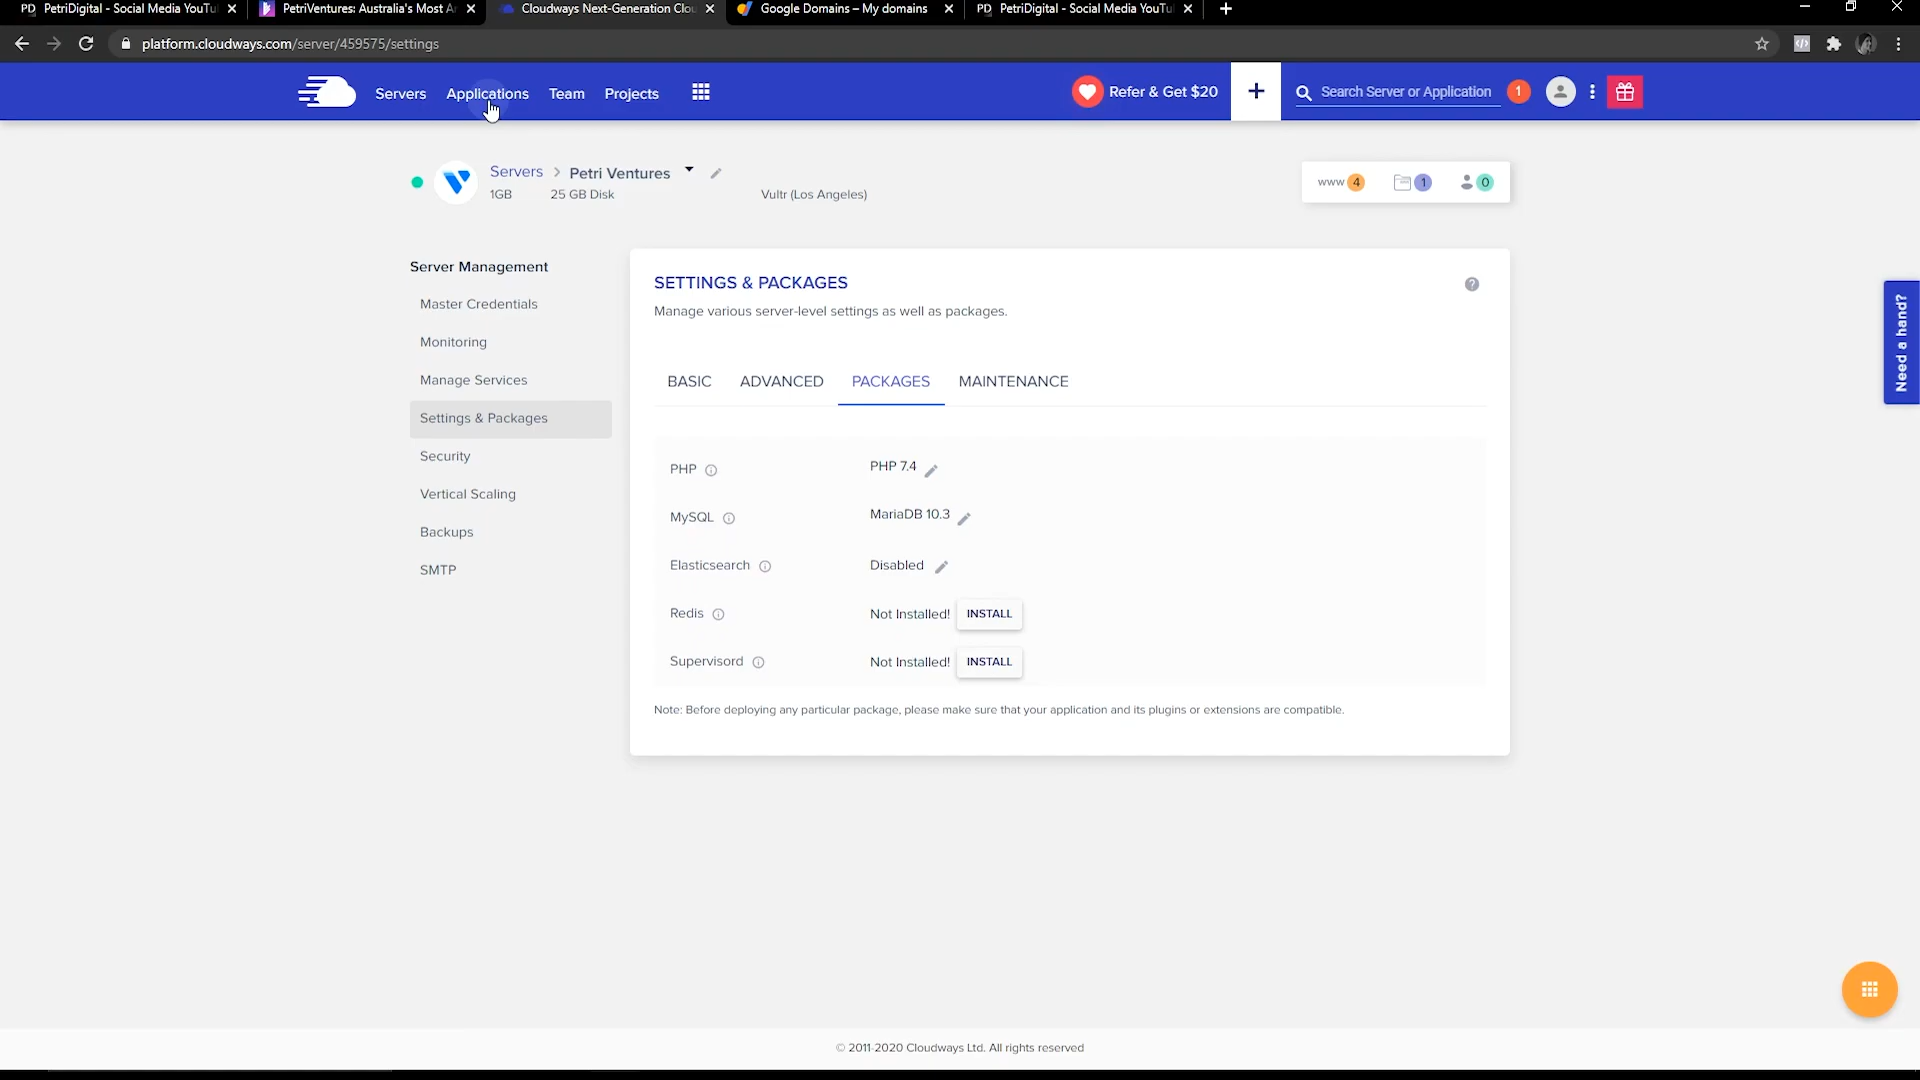 PD PetriDigital - Social Media YouTu
PetriVentures: Australia's Most A
Cloudways Next-Generation Clou
Google Domains – My domains
PD PetriDigital - Social Media YouTu
platform.cloudways.com/server/459575/settings
Servers Applications Team Projects
Refer & Get $20
+
Search Server or Application
1
Servers > Petri Ventures
1GB 25 GB Disk Vultr (Los Angeles)
www 4 1 0
Server Management
Master Credentials
Monitoring
Manage Services
Settings & Packages
Security
Vertical Scaling
Backups
SMTP
SETTINGS & PACKAGES
Manage various server-level settings as well as packages.
BASIC ADVANCED PACKAGES MAINTENANCE
PHP PHP 7.4
MySQL MariaDB 10.3
Elasticsearch Disabled
Redis Not Installed! INSTALL
Supervisord Not Installed! INSTALL
Note: Before deploying any particular package, please make sure that your application and its plugins or extensions are compatible.
Need a hand?
© 2011-2020 Cloudways Ltd. All rights reserved